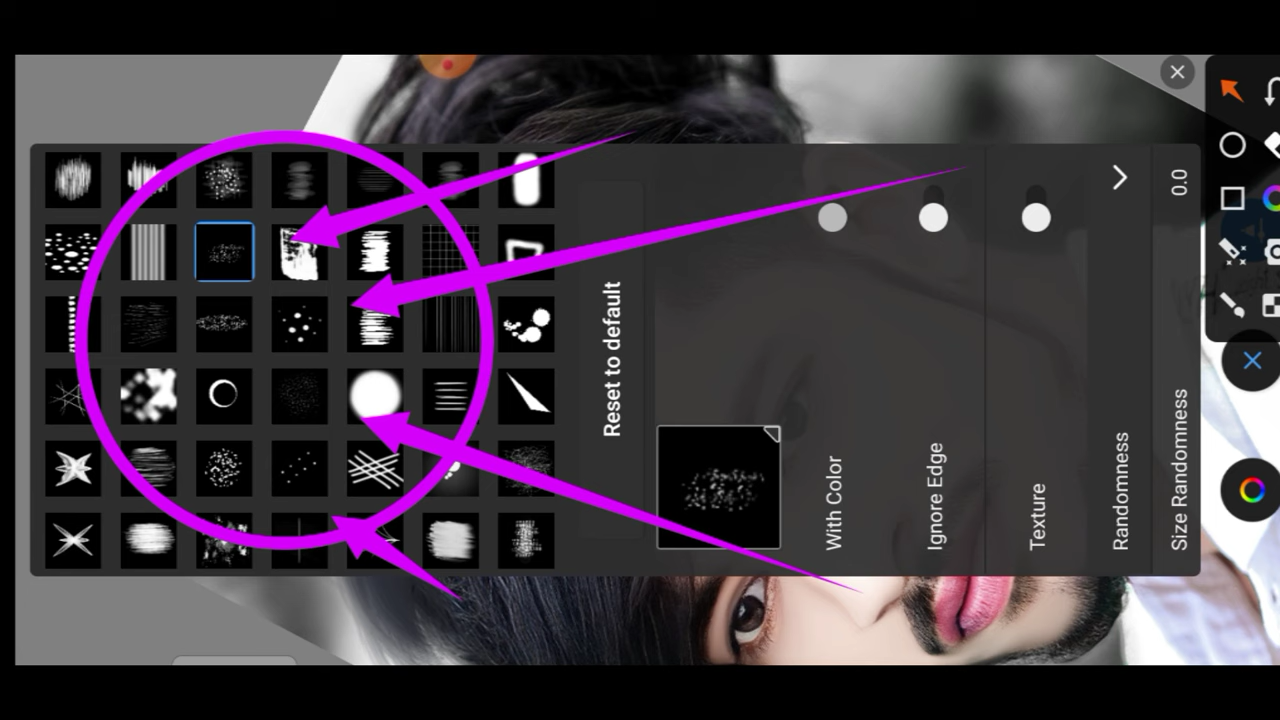 Reset to default
With Color
Ignore Edge
Texture
Randomness
Size Randomness 0.0